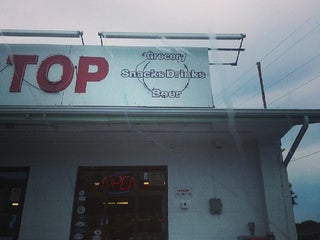 TOP
Grocery
Snacks Drinks
Beer
OPEN